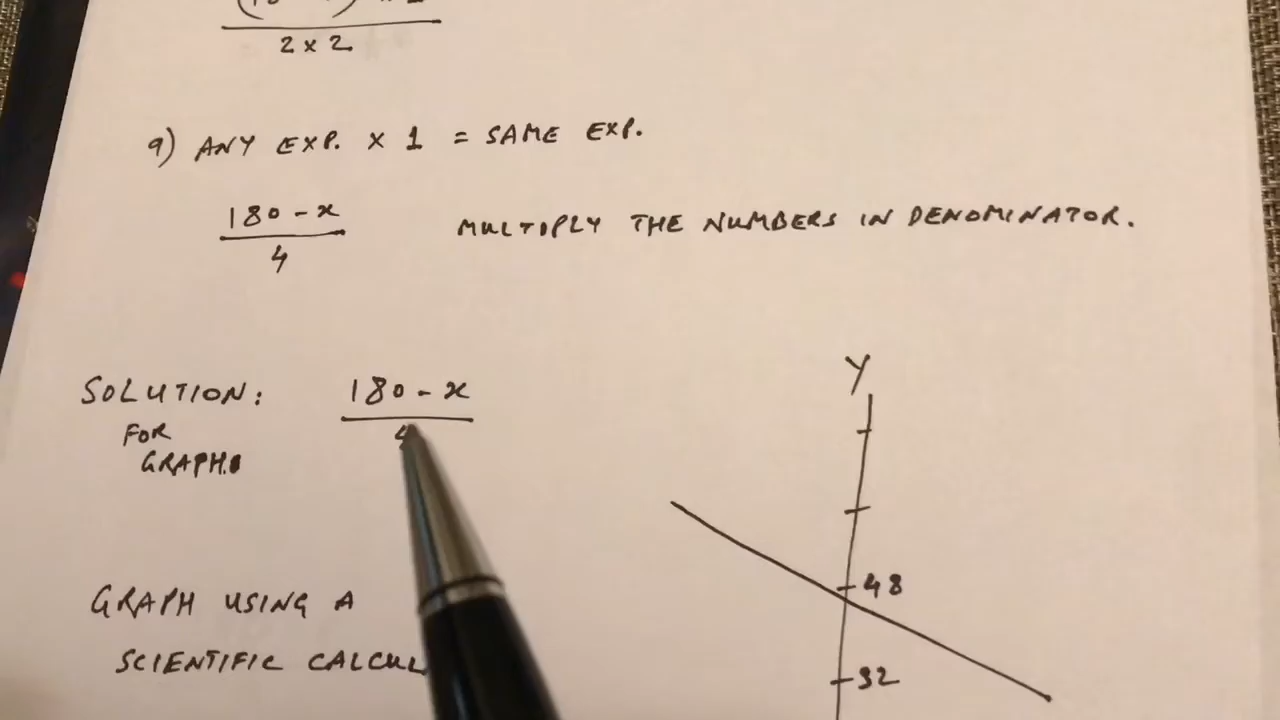 2 x 2
9) ANY EXP. x 1 = SAME EXP.
180 - x
4
MULTIPLY THE NUMBERS IN DENOMINATOR.
SOLUTION:
FOR
GRAPH.
180 - x
4
Y
48
32
GRAPH USING A
SCIENTIFIC